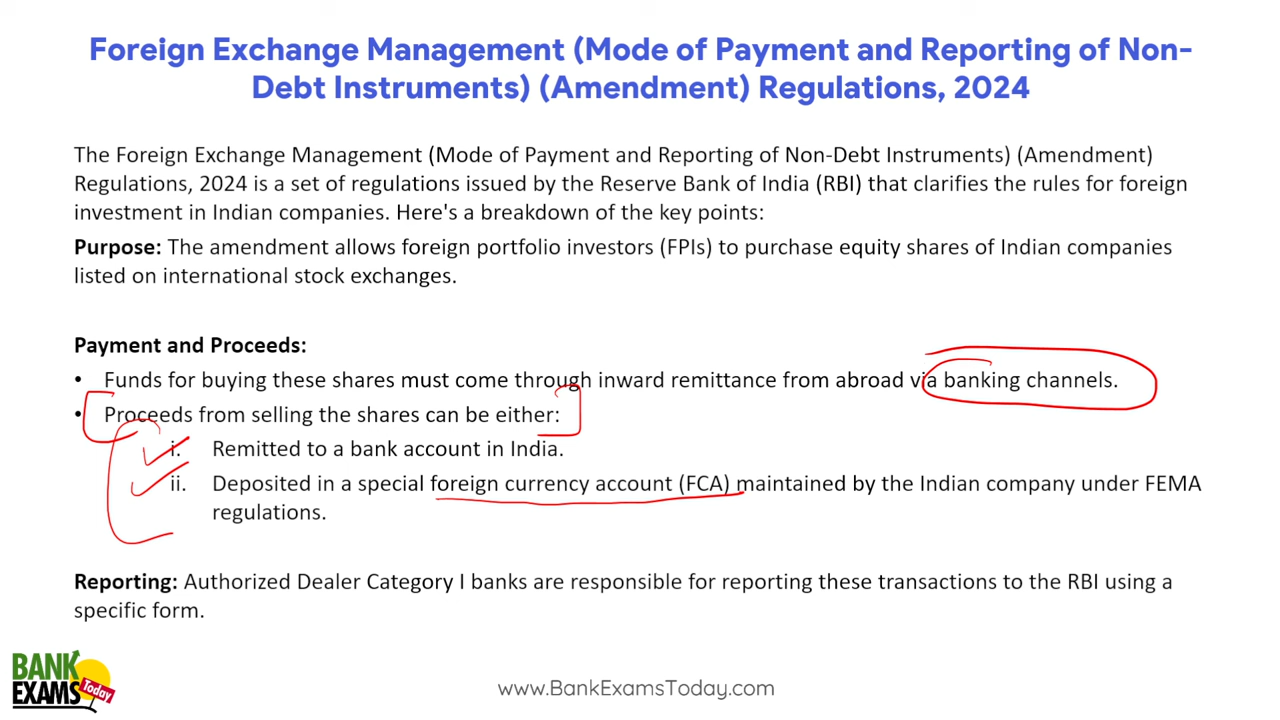 Foreign Exchange Management (Mode of Payment and Reporting of Non-
Debt Instruments) (Amendment) Regulations, 2024
The Foreign Exchange Management (Mode of Payment and Reporting of Non-Debt Instruments) (Amendment)
Regulations, 2024 is a set of regulations issued by the Reserve Bank of India (RBI) that clarifies the rules for foreign
investment in Indian companies. Here's a breakdown of the key points:
Purpose: The amendment allows foreign portfolio investors (FPIs) to purchase equity shares of Indian companies
listed on international stock exchanges.
Payment and Proceeds:
• Funds for buying these shares must come through inward remittance from abroad via banking channels.
• Proceeds from selling the shares can be either:
i. Remitted to a bank account in India.
ii. Deposited in a special foreign currency account (FCA) maintained by the Indian company under FEMA
regulations.
Reporting: Authorized Dealer Category I banks are responsible for reporting these transactions to the RBI using a
specific form.
BANK
EXAMS
Today
www.BankExamsToday.com